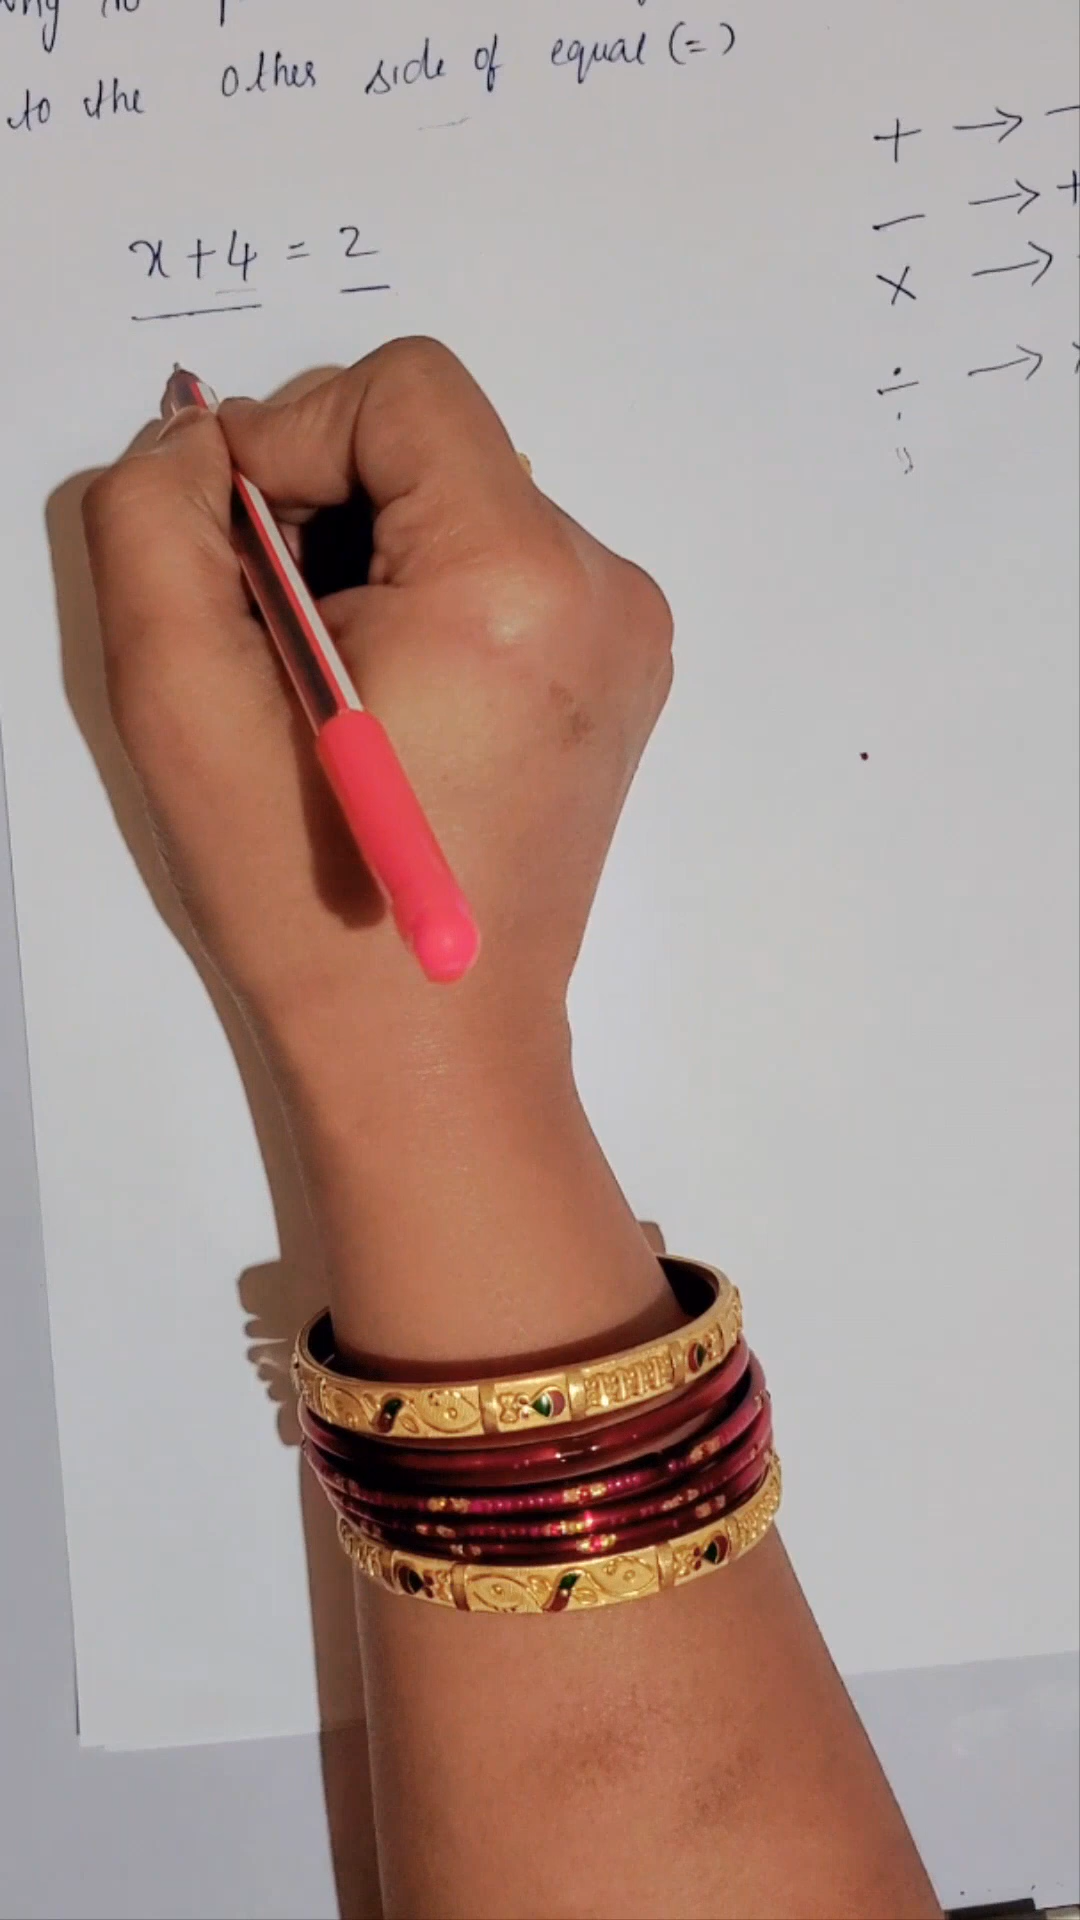 to the other side of equal (=)
x + 4 = 2
+ → -
- → +
× →
÷ →